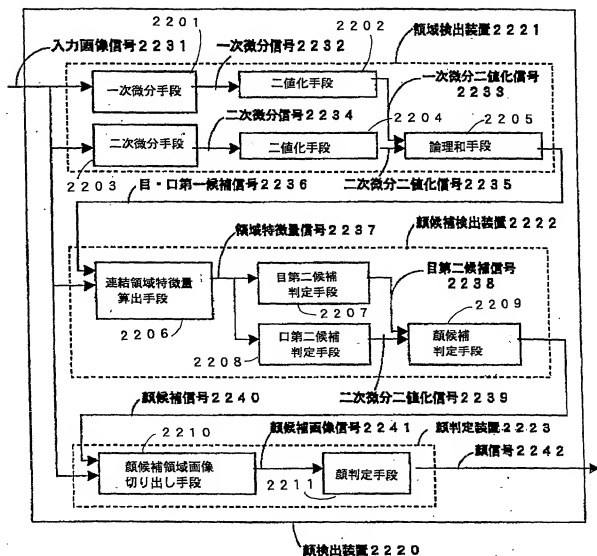 2201
2202
領域検出装置2221
入力画像信号2231
一次微分信号2232
一次微分手段
二値化手段
一次微分二値化信号
2233
二次微分信号2234
2204
2205
二次微分手段
二値化手段
論理和手段
2203
目・口第一候補信号2236
二次微分二値化信号2235
領域特徴量信号2237
顔候補検出装置2222
連結領域特徴量
算出手段
2206
目第二候補
判定手段
2207
目第二候補信号
2238
2209
口第二候補
判定手段
2208
顔候補
判定手段
顔候補信号2240
二次微分二値化信号2239
2210
顔候補画像信号2241
顔判定装置2223
顔信号2242
顔候補領域画像
切り出し手段
顔判定手段
2211
顔検出装置2220